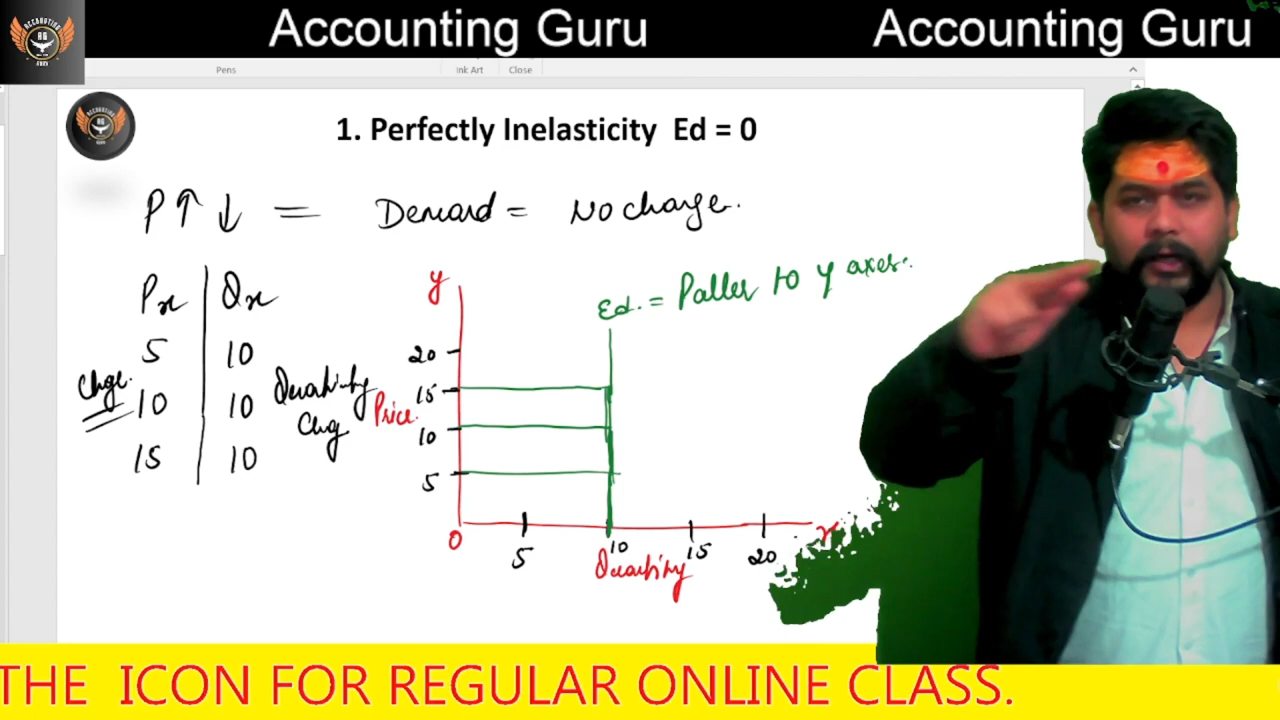 Accounting Guru
Accounting Guru
Pens
Ink Art
Close
1. Perfectly Inelasticity Ed = 0
P↑ ↓ = Demand = No change.
Px Qx
5 10
10 10
15 10
Chge.
Quantity
Chg
y
Price
20
15
10
5
0
5
10
15
20
x
Quantity
Ed. = Paller to y axes.
THE ICON FOR REGULAR ONLINE CLASS.